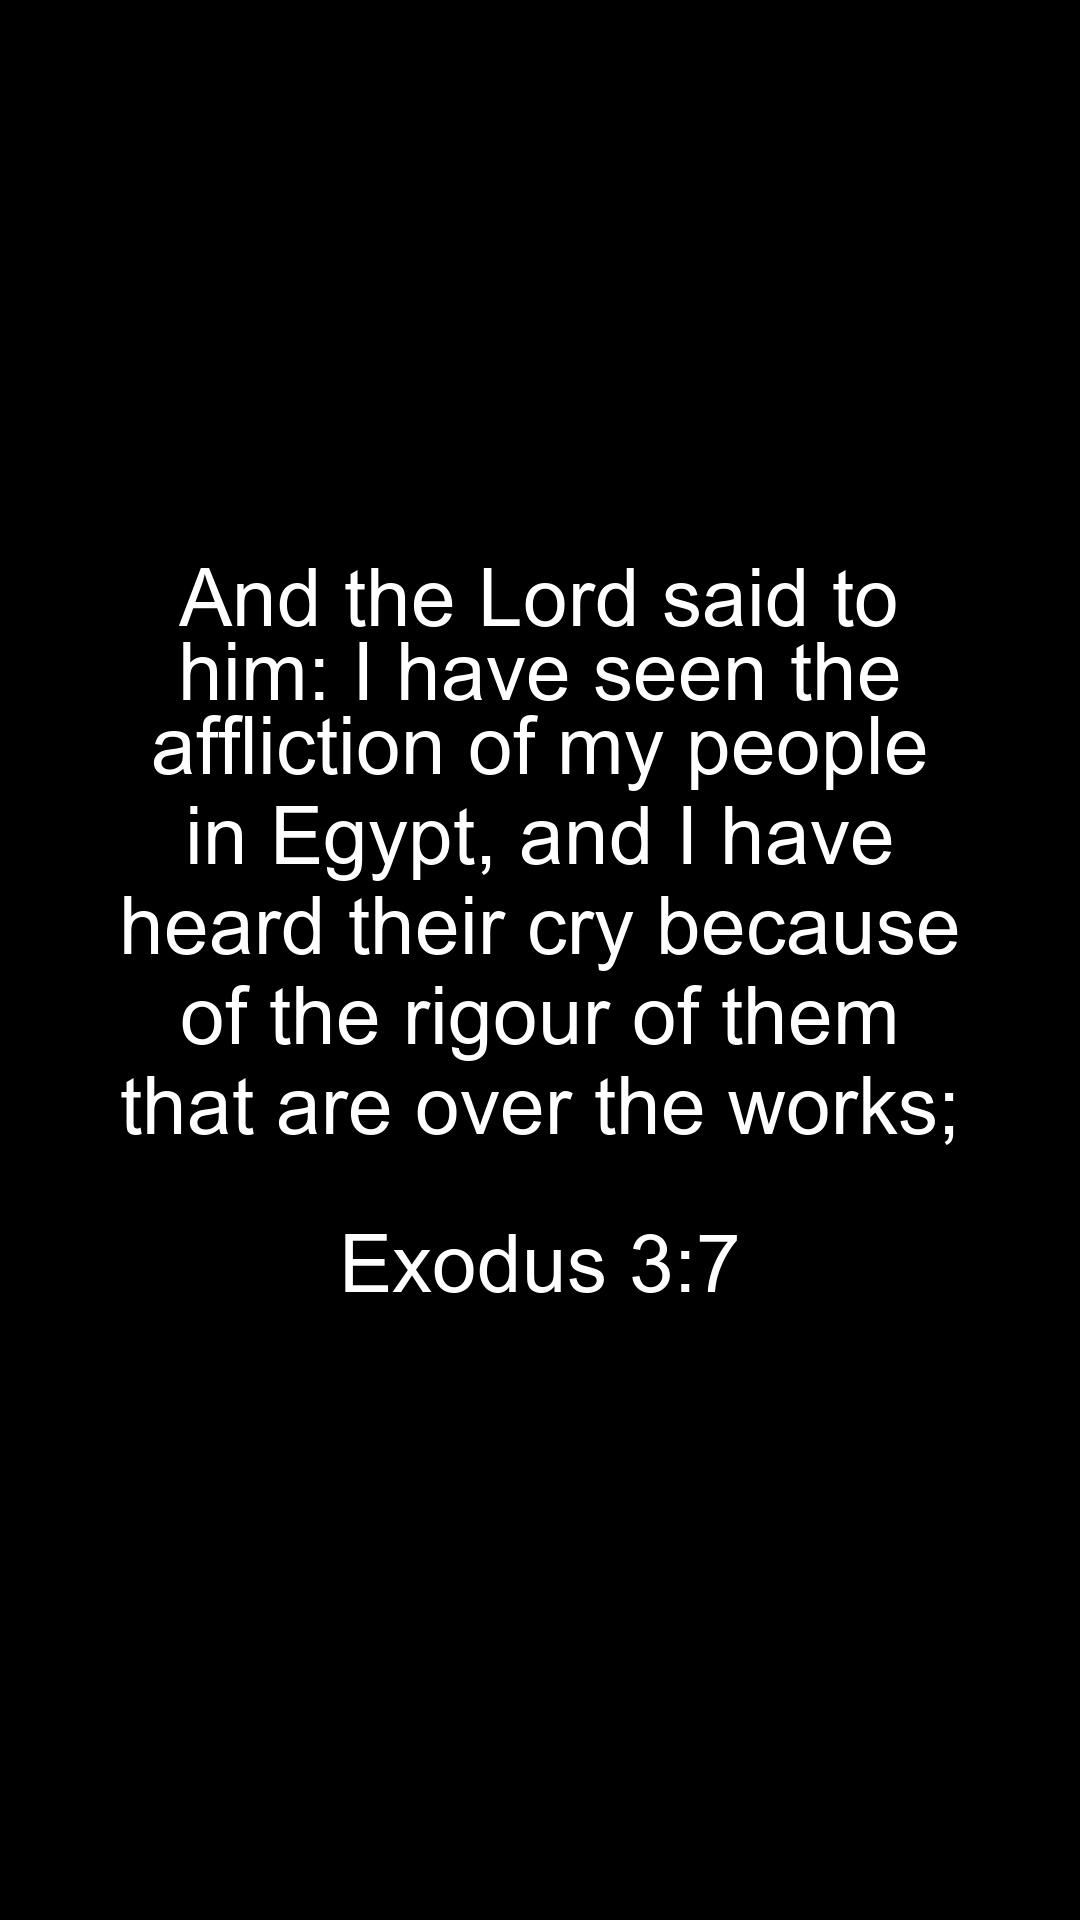 And the Lord said to
him: I have seen the
affliction of my people
in Egypt, and I have
heard their cry because
of the rigour of them
that are over the works;
Exodus 3:7